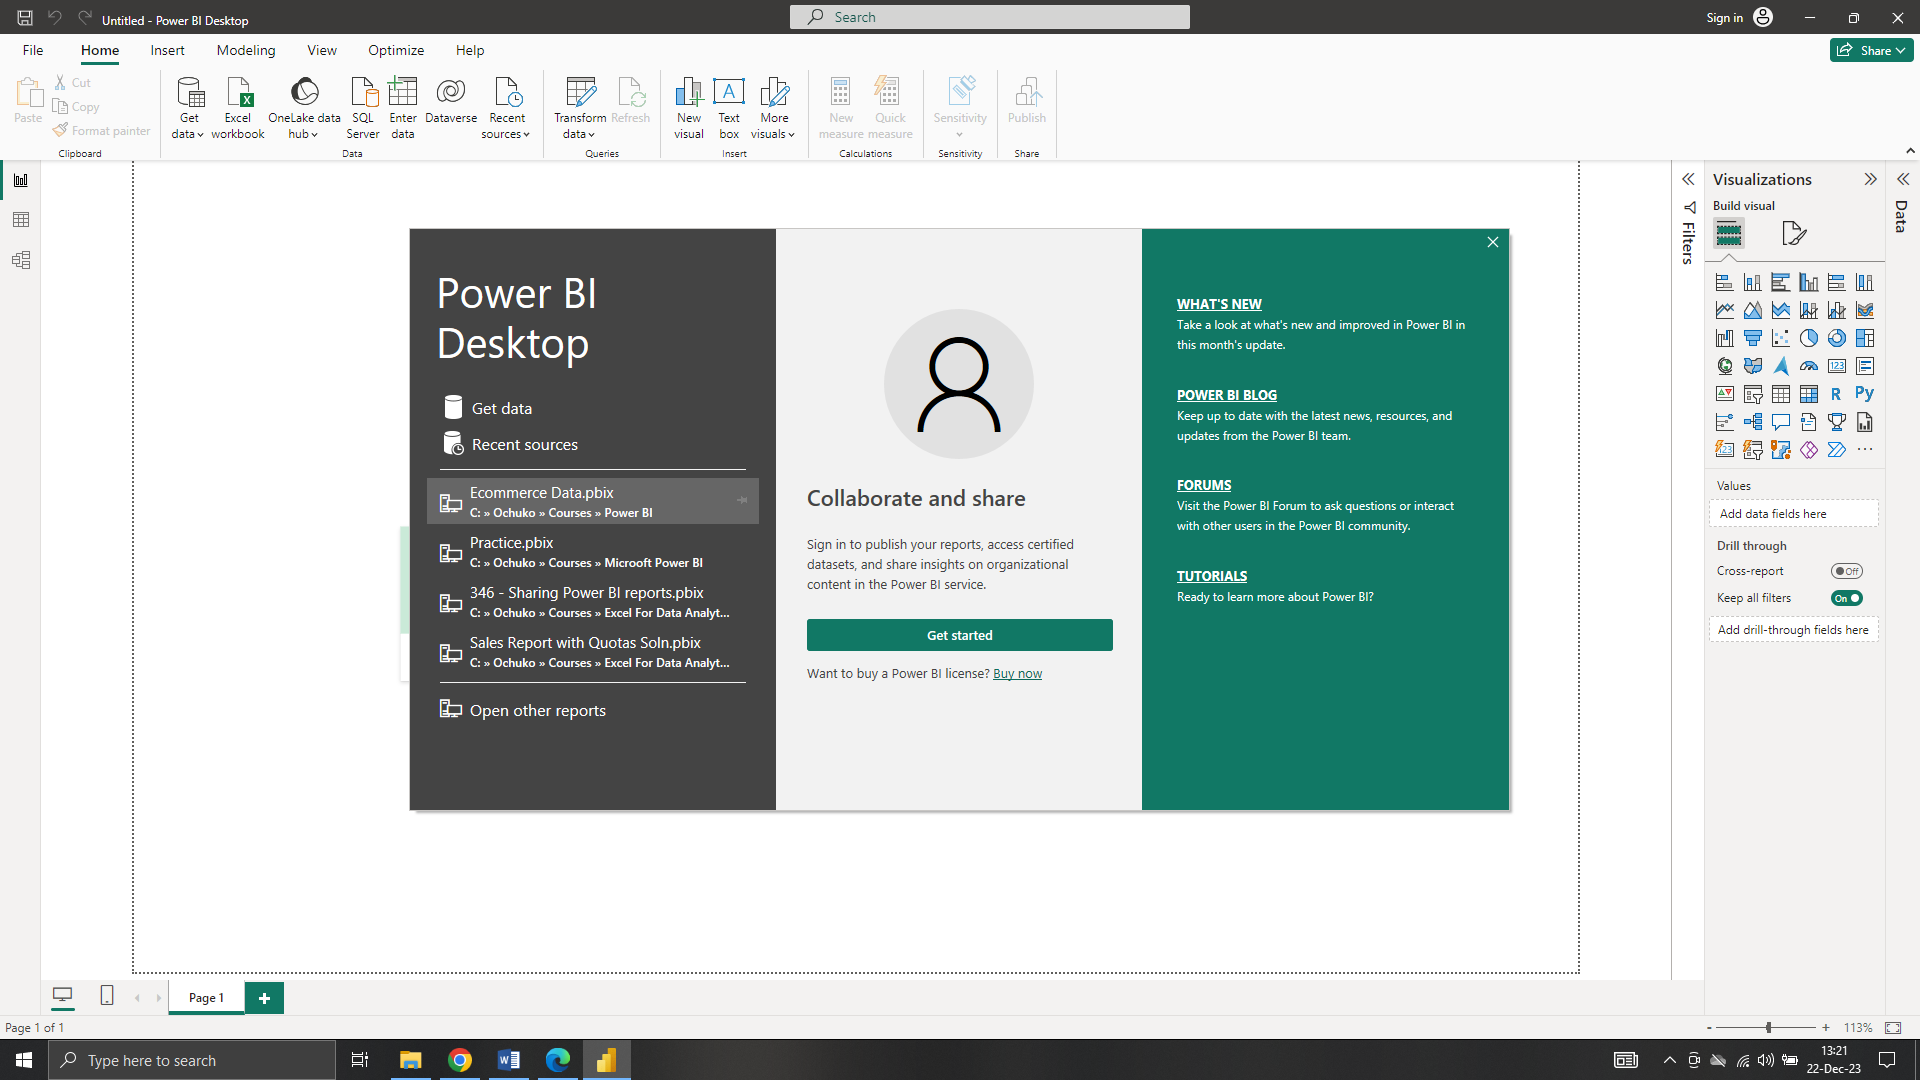 Untitled - Power BI Desktop
Search
Sign in
File
Home
Insert
Modeling
View
Optimize
Help
Share
Paste
Cut
Copy
Format painter
Clipboard
Get
data
Excel
workbook
OneLake data
hub
SQL
Server
Enter
data
Dataverse
Recent
sources
Data
Transform
data
Refresh
Queries
New
visual
Text
box
More
visuals
Insert
New
measure
Quick
measure
Calculations
Sensitivity
Sensitivity
Publish
Share
Filters
Visualizations
Build visual
R
Py
123
123
Values
Add data fields here
Drill through
Cross-report
Off
Keep all filters
On
Add drill-through fields here
Data
Power BI
Desktop
Get data
Recent sources
Ecommerce Data.pbix
C: » Ochuko » Courses » Power BI
Practice.pbix
C: » Ochuko » Courses » Microoft Power BI
346 - Sharing Power BI reports.pbix
C: » Ochuko » Courses » Excel For Data Analyt...
Sales Report with Quotas Soln.pbix
C: » Ochuko » Courses » Excel For Data Analyt...
Open other reports
Collaborate and share
Sign in to publish your reports, access certified
datasets, and share insights on organizational
content in the Power BI service.
Get started
Want to buy a Power BI license? Buy now
WHAT'S NEW
Take a look at what's new and improved in Power BI in
this month's update.
POWER BI BLOG
Keep up to date with the latest news, resources, and
updates from the Power BI team.
FORUMS
Visit the Power BI Forum to ask questions or interact
with other users in the Power BI community.
TUTORIALS
Ready to learn more about Power BI?
Page 1
Page 1 of 1
- + 113%
Type here to search
13:21
22-Dec-23